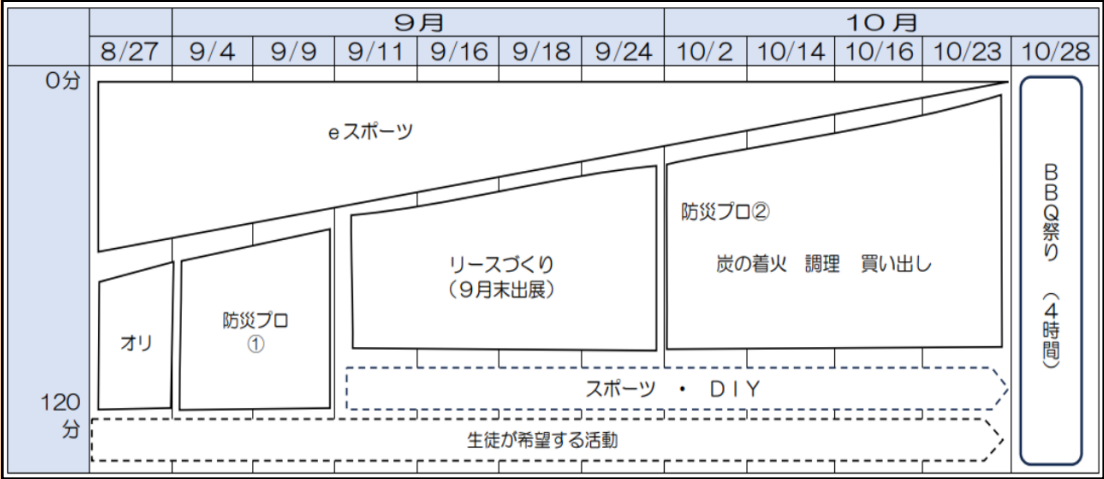 9月 10月
8/27 9/4 9/9 9/11 9/16 9/18 9/24 10/2 10/14 10/16 10/23 10/28
0分
eスポーツ
防災プロ②
炭の着火 調理 買い出し
リースづくり
（9月末出展）
防災プロ
①
オリ
スポーツ ・ DIY
120
分
生徒が希望する活動
BBQ祭り （4時間）